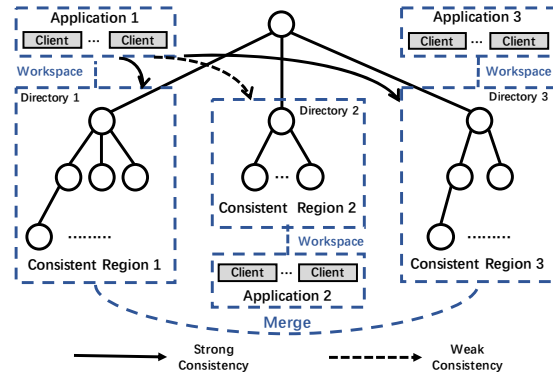 Application 1
Client ... Client
Workspace
Directory 1
Application 3
Client ... Client
Workspace
Directory 3
Directory 2
...
Consistent Region 2
Workspace
Client ... Client
Application 2
.........
Consistent Region 1
.........
Consistent Region 3
Merge
Strong
Consistency
Weak
Consistency